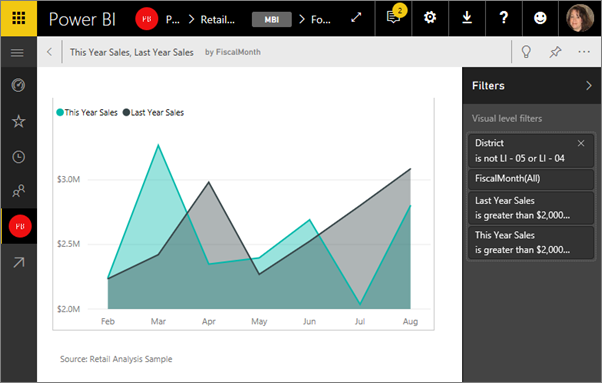 Power BI
PB
P...
Retail...
MBI
Fo...
2
?
This Year Sales, Last Year Sales
by FiscalMonth
...
Filters
This Year Sales
Last Year Sales
Visual level filters
District
is not LI - 05 or LI - 04
FiscalMonth(All)
Last Year Sales
is greater than $2,000...
This Year Sales
is greater than $2,000...
PB
$3.0M
$2.5M
$2.0M
Feb Mar Apr May Jun Jul Aug
Source: Retail Analysis Sample